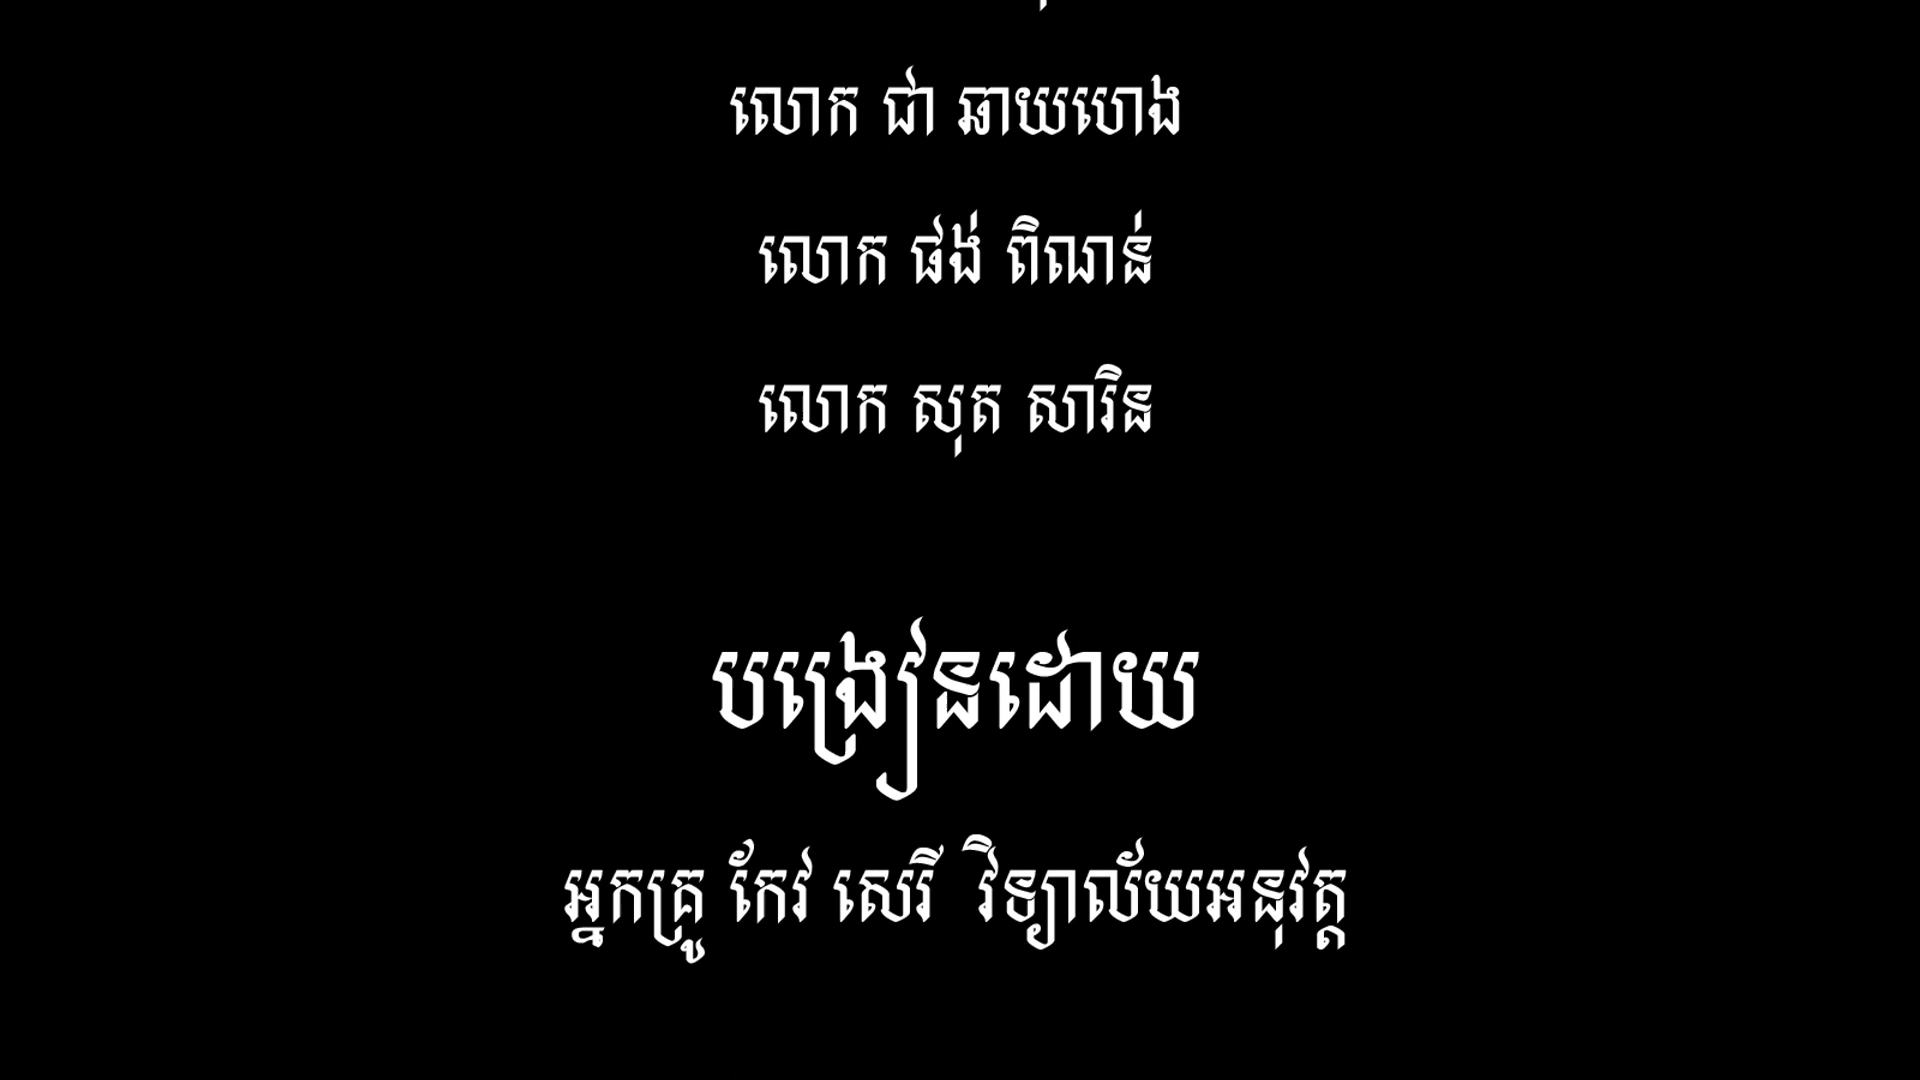 លោក ជា ឆាយហេង
លោក ផង់ ពិណន់
លោក សុត សារិន
បង្រៀនដោយ
អ្នកគ្រូ កែវ សេរី វិទ្យាល័យអនុវត្ត